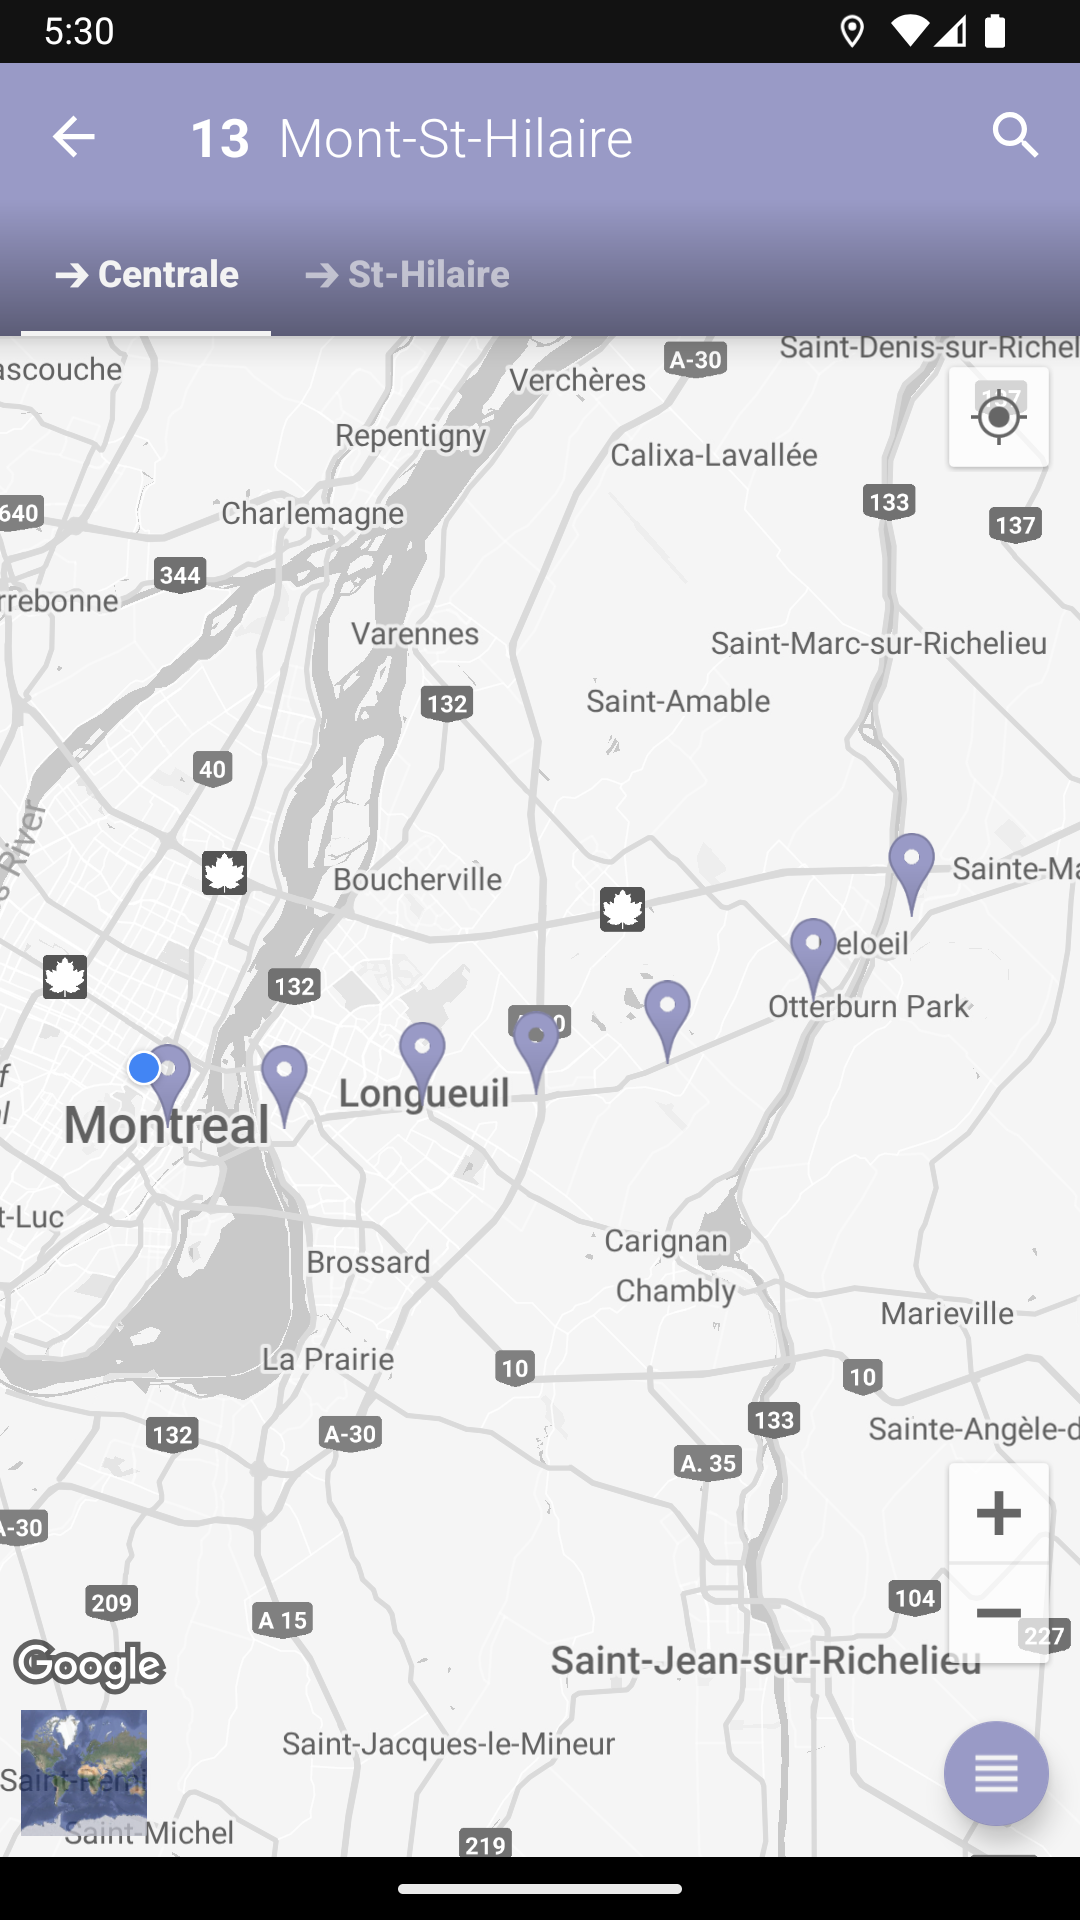 5:30
13 Mont-St-Hilaire
→ Centrale
→ St-Hilaire
Saint-Denis-sur-Richel
A-30
ascouche
Verchères
137
Repentigny
Calixa-Lavallée
133
640
Charlemagne
137
344
rrebonne
Varennes
Saint-Marc-sur-Richelieu
132
Saint-Amable
40
s River
Sainte-Ma
Boucherville
eloeil
132
Otterburn Park
Longueuil
Montreal
t-Luc
Carignan
Brossard
Chambly
Marieville
La Prairie
10
10
133
Sainte-Angèle-d
132
A-30
A. 35
A-30
209
104
A 15
227
Saint-Jean-sur-Richelieu
Google
Saint-Jacques-le-Mineur
Saint-Rémi
Saint-Michel
219